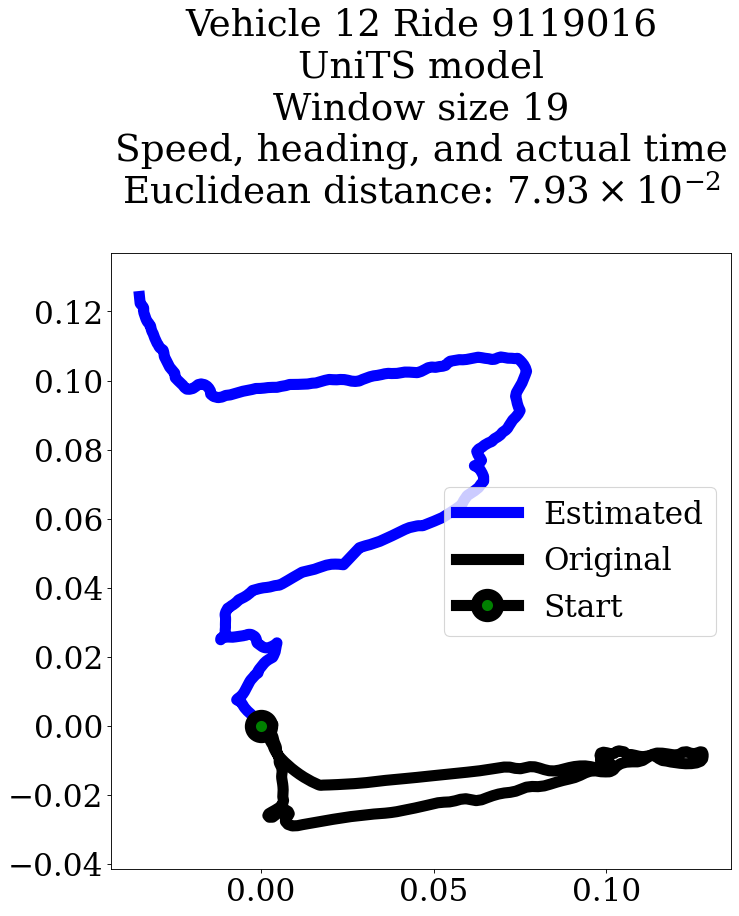 Vehicle 12 Ride 9119016
UniTS model
Window size 19
Speed, heading, and actual time
Euclidean distance: 7.93 × 10⁻²
0.12
0.10
0.08
0.06
0.04
0.02
0.00
−0.02
−0.04
Estimated
Original
Start
0.00 0.05 0.10